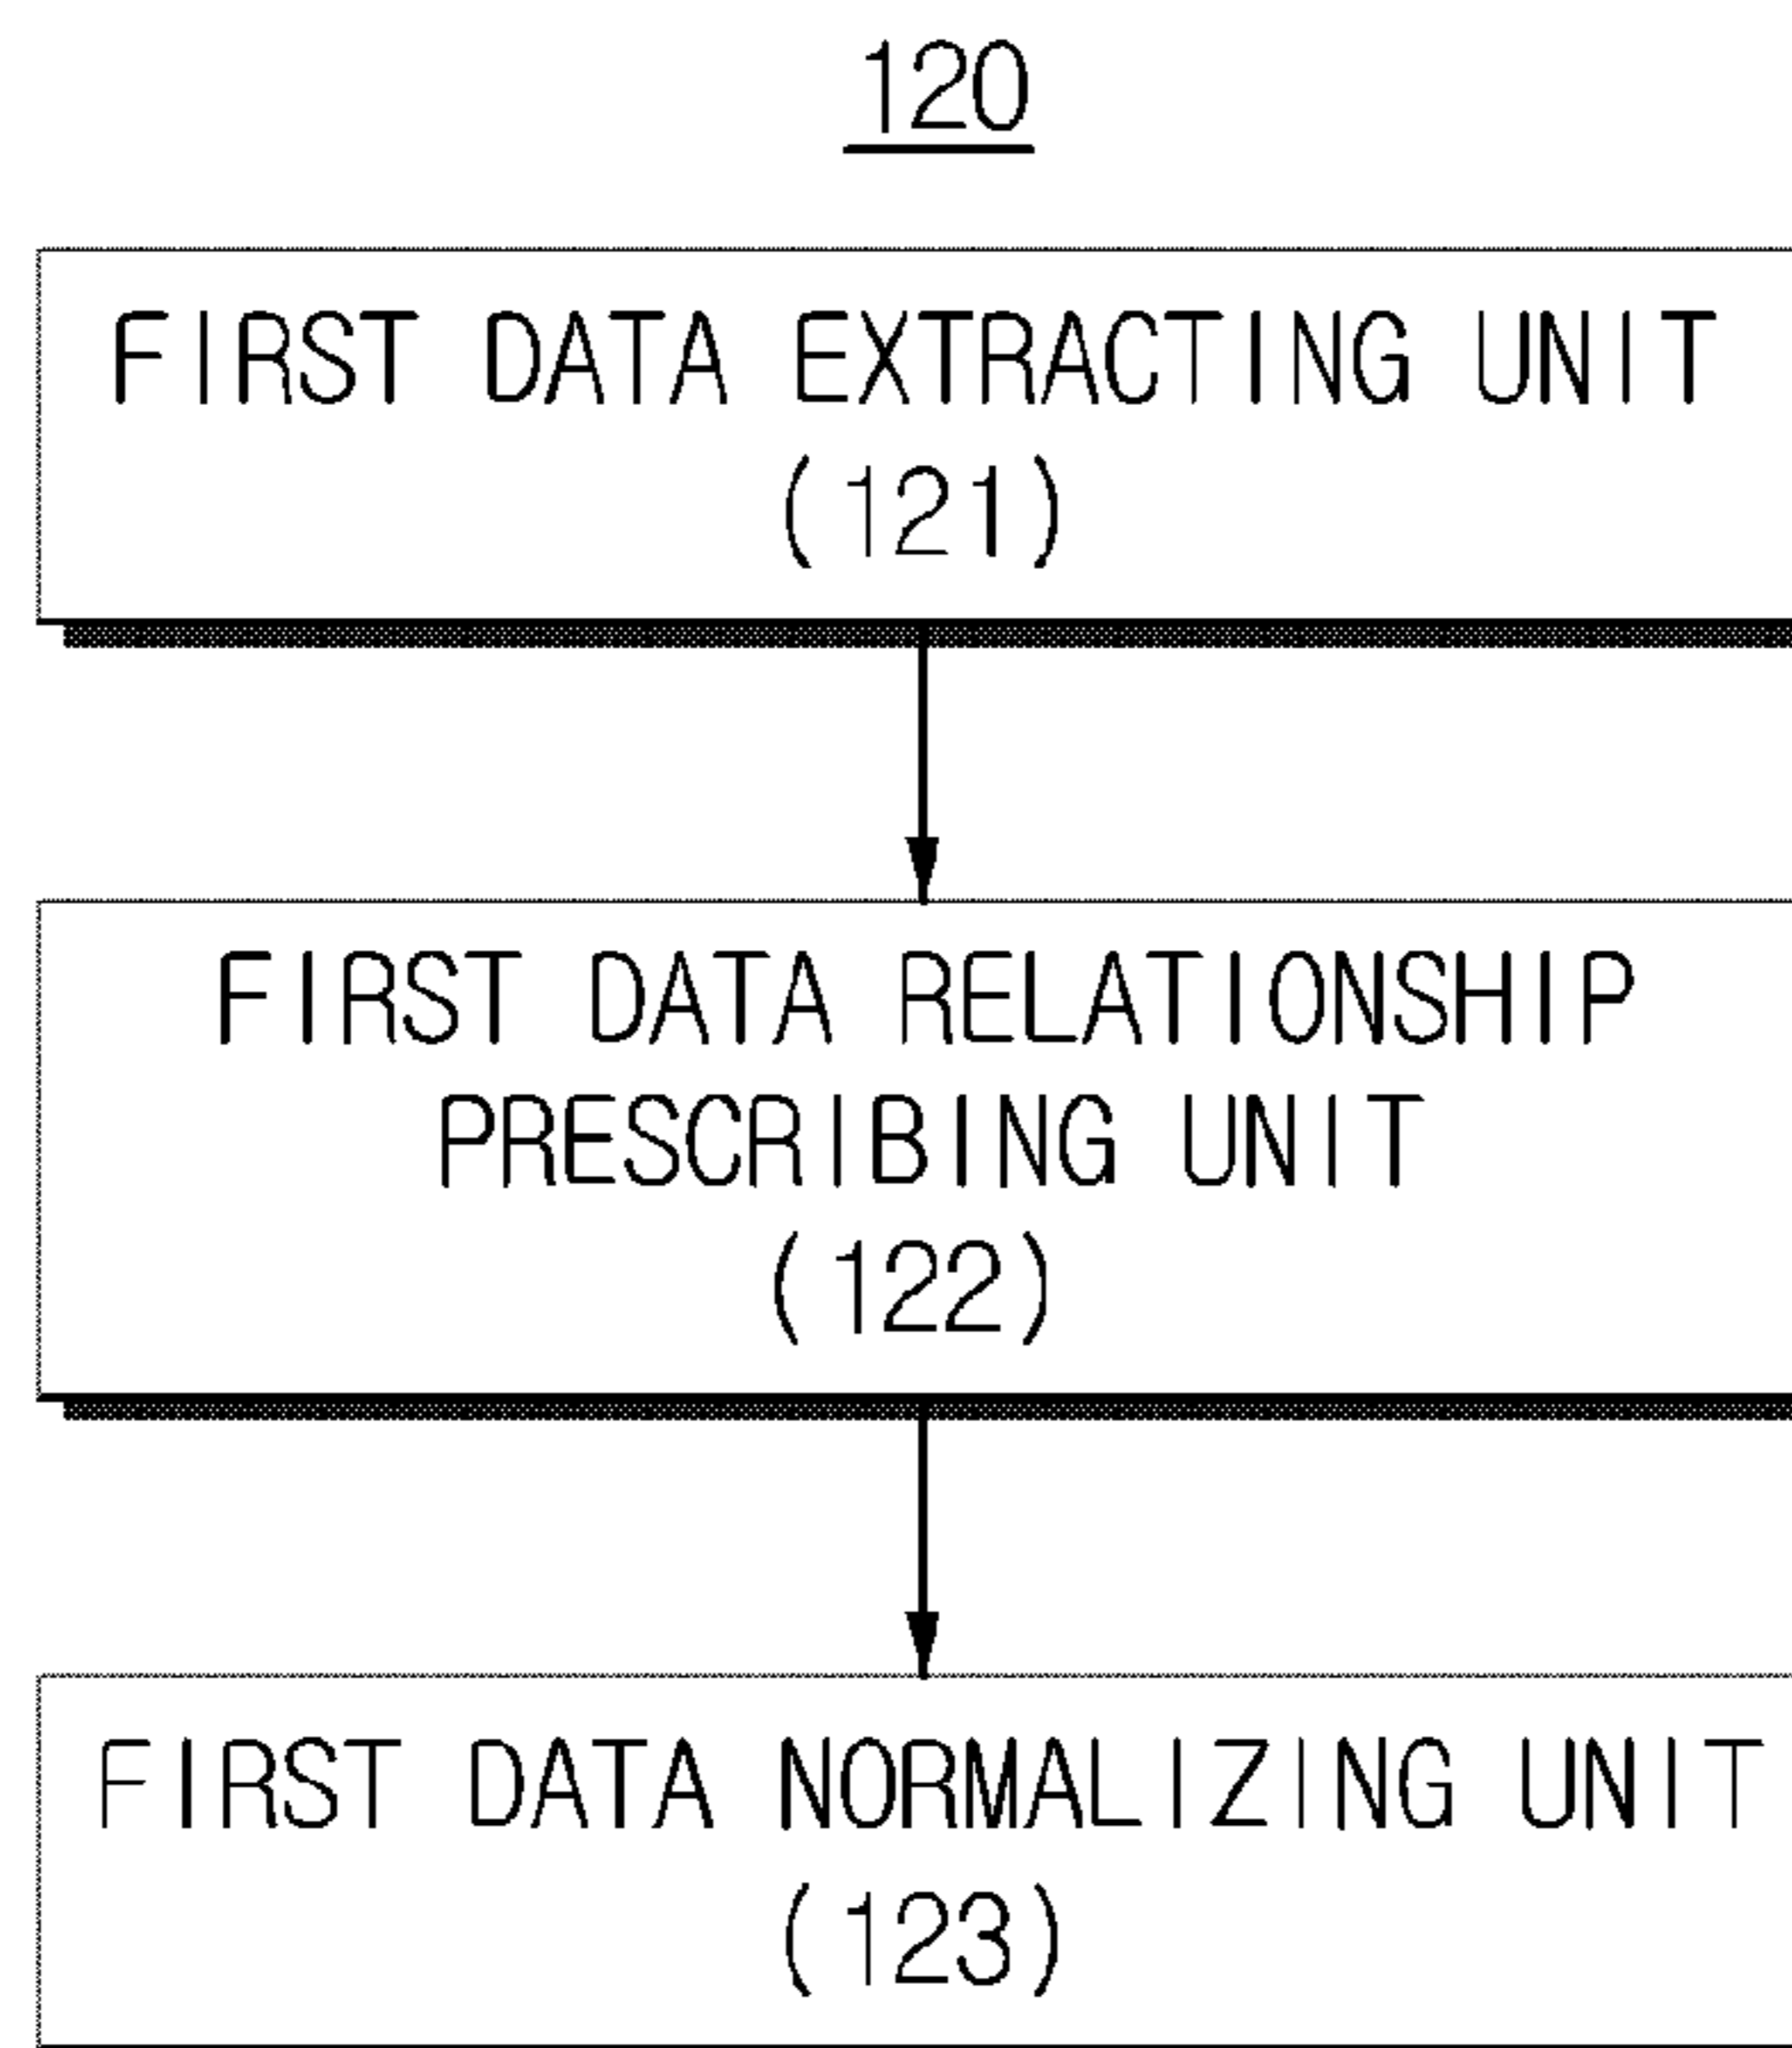 120
FIRST DATA EXTRACTING UNIT
(121)
FIRST DATA RELATIONSHIP
PRESCRIBING UNIT
(122)
FIRST DATA NORMALIZING UNIT
(123)